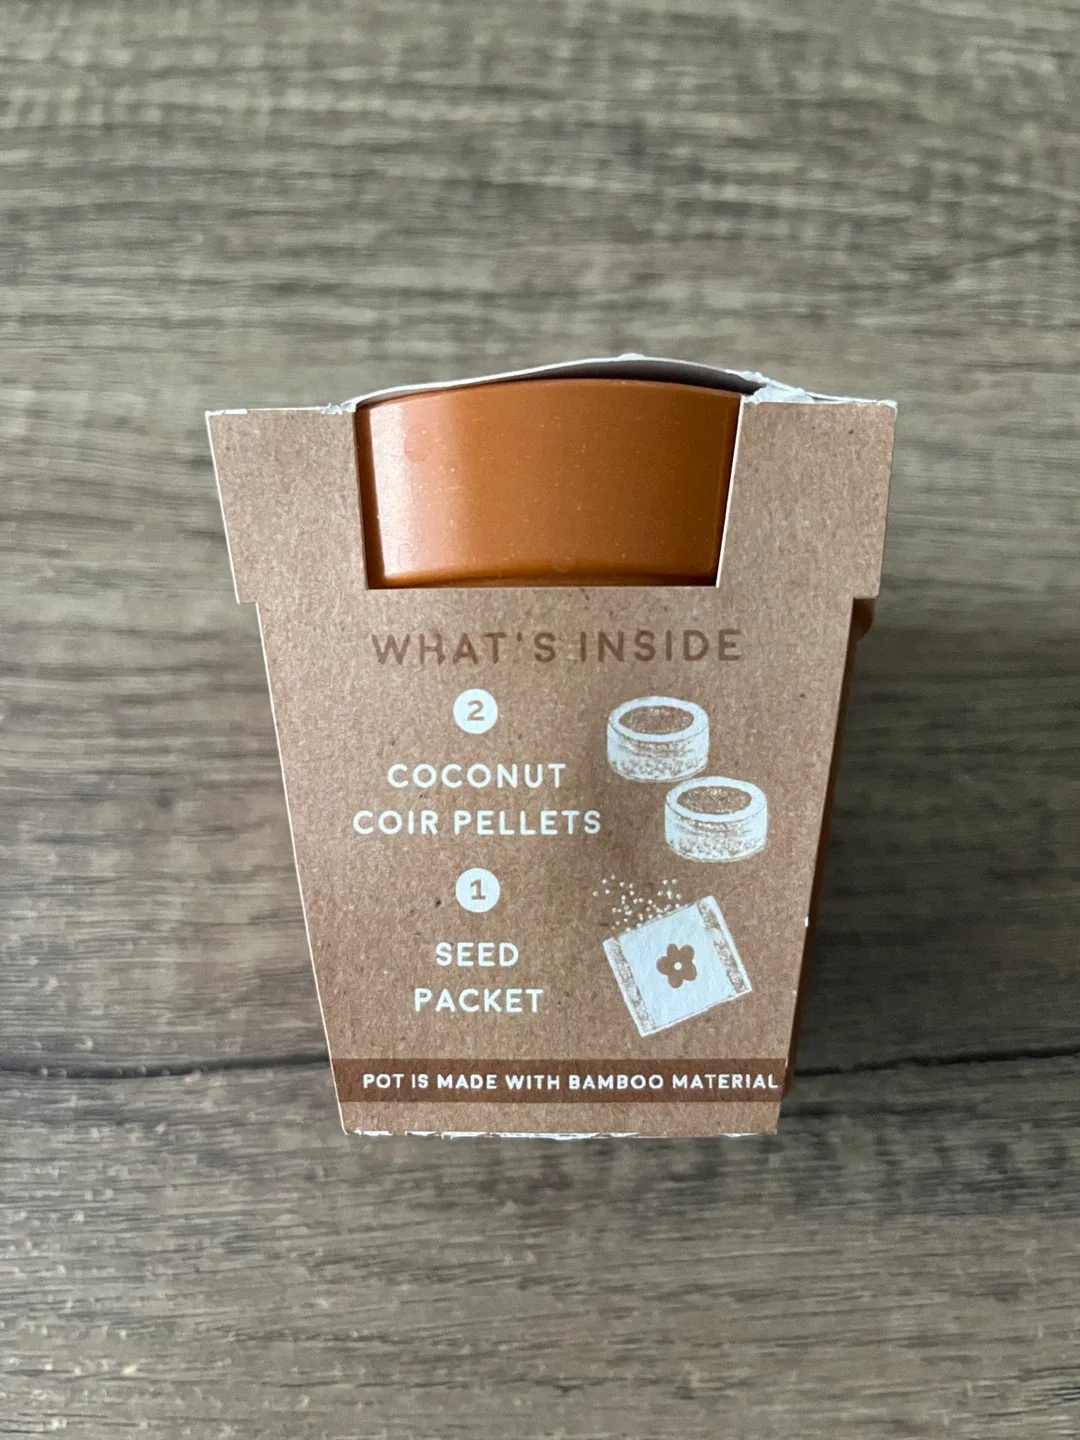 WHAT'S INSIDE
2
COCONUT
COIR PELLETS
1
SEED
PACKET
POT IS MADE WITH BAMBOO MATERIAL